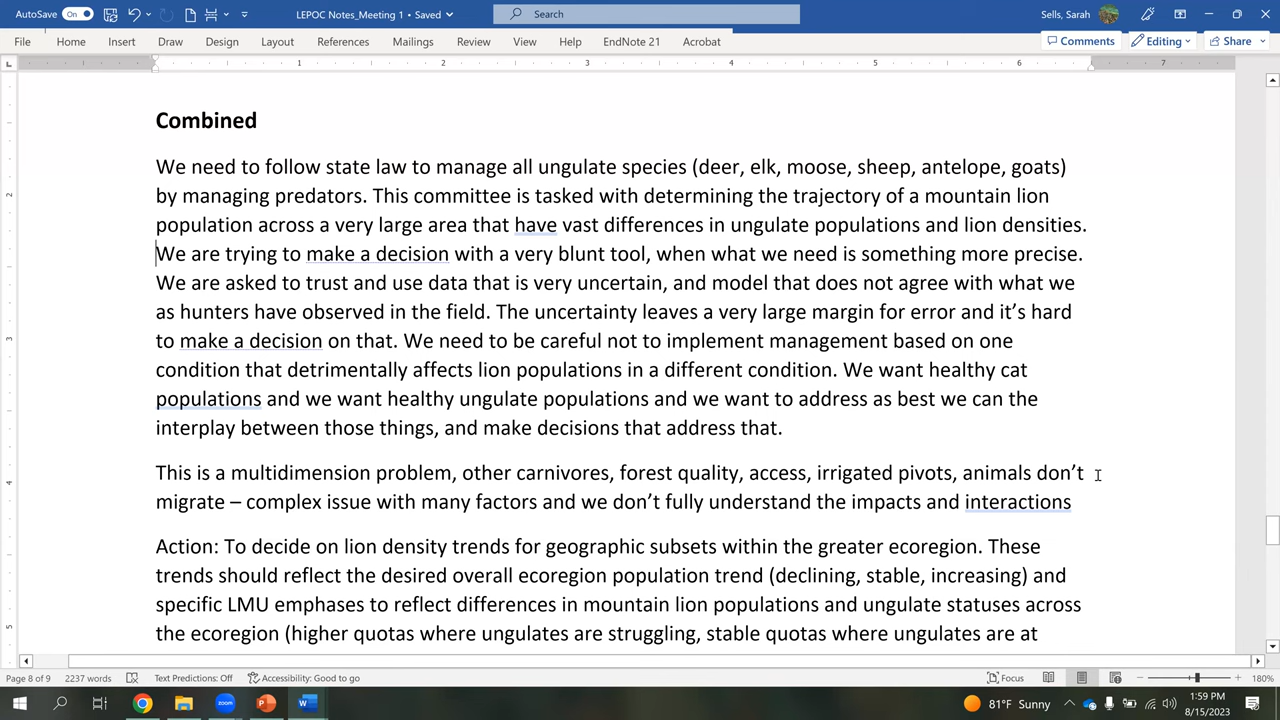 AutoSave On LEPOC Notes_Meeting 1 • Saved Search Sells, Sarah
File Home Insert Draw Design Layout References Mailings Review View Help EndNote 21 Acrobat Comments Editing Share
1 2 3 4 5 6 7
Combined
We need to follow state law to manage all ungulate species (deer, elk, moose, sheep, antelope, goats)
by managing predators. This committee is tasked with determining the trajectory of a mountain lion
population across a very large area that have vast differences in ungulate populations and lion densities.
We are trying to make a decision with a very blunt tool, when what we need is something more precise.
We are asked to trust and use data that is very uncertain, and model that does not agree with what we
as hunters have observed in the field. The uncertainty leaves a very large margin for error and it’s hard
to make a decision on that. We need to be careful not to implement management based on one
condition that detrimentally affects lion populations in a different condition. We want healthy cat
populations and we want healthy ungulate populations and we want to address as best we can the
interplay between those things, and make decisions that address that.
This is a multidimension problem, other carnivores, forest quality, access, irrigated pivots, animals don’t
migrate – complex issue with many factors and we don’t fully understand the impacts and interactions
Action: To decide on lion density trends for geographic subsets within the greater ecoregion. These
trends should reflect the desired overall ecoregion population trend (declining, stable, increasing) and
specific LMU emphases to reflect differences in mountain lion populations and ungulate statuses across
the ecoregion (higher quotas where ungulates are struggling, stable quotas where ungulates are at
2
3
4
5
Page 8 of 9 2237 words Text Predictions: Off Accessibility: Good to go Focus 180%
zoom 81°F Sunny 1:59 PM
8/15/2023